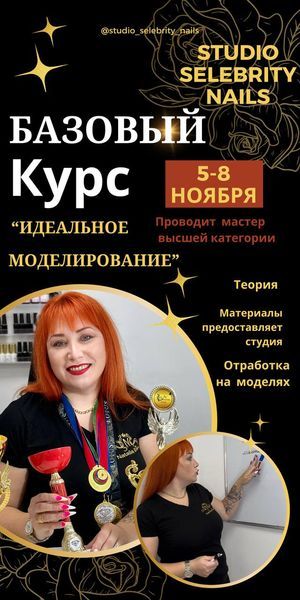 @studio_selebrity_nails
STUDIO
SELEBRITY
NAILS
БАЗОВЫЙ
Курс
5-8
НОЯБРЯ
“ИДЕАЛЬНОЕ
МОДЕЛИРОВАНИЕ”
Проводит мастер
высшей категории
Теория
Материалы
предоставляет
студия
Отработка
на моделях